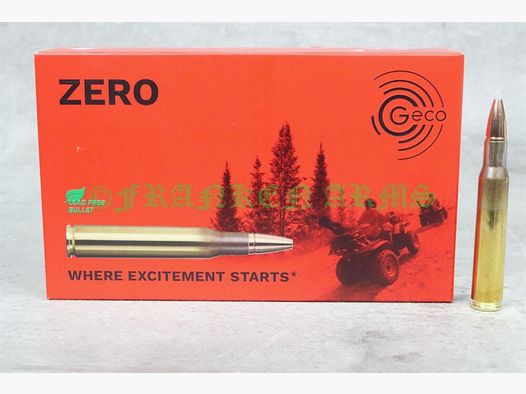 ZERO
Geco
LEAD FREE
BULLET
©FRANKEN ARMS
WHERE EXCITEMENT STARTS*